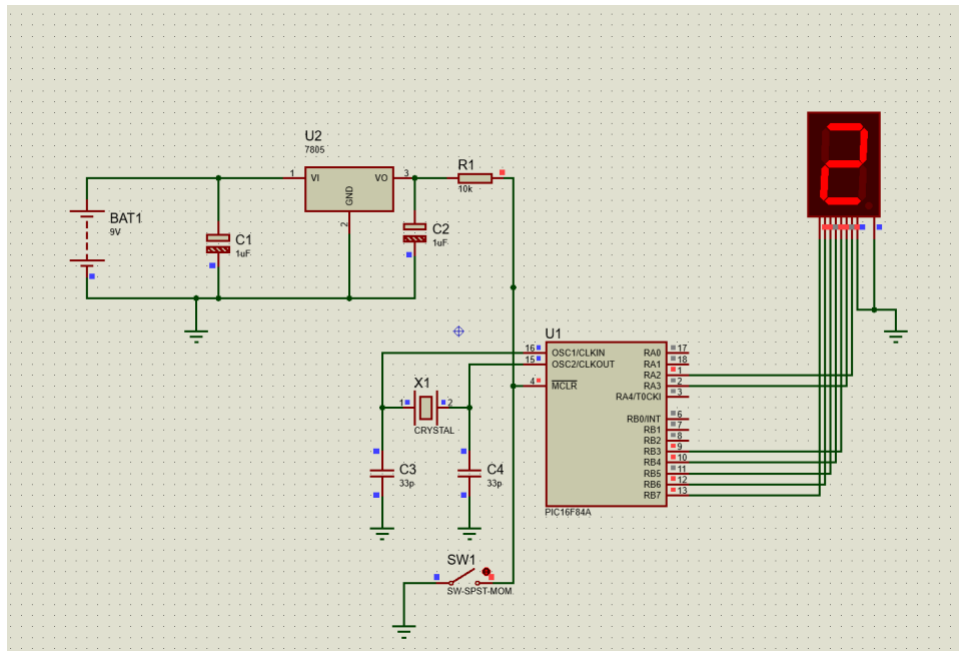 U2
7805
1 VI VO 3
GND
2
R1
10k
BAT1
9V
C1
1uF
C2
1uF
2
U1
16 OSC1/CLKIN
15 OSC2/CLKOUT
4 MCLR
RA0 17
RA1 18
RA2 1
RA3 2
RA4/T0CKI 3
RB0/INT 6
RB1 7
RB2 8
RB3 9
RB4 10
RB5 11
RB6 12
RB7 13
PIC16F84A
X1
1 2
CRYSTAL
C3
33p
C4
33p
SW1
SW-SPST-MOM